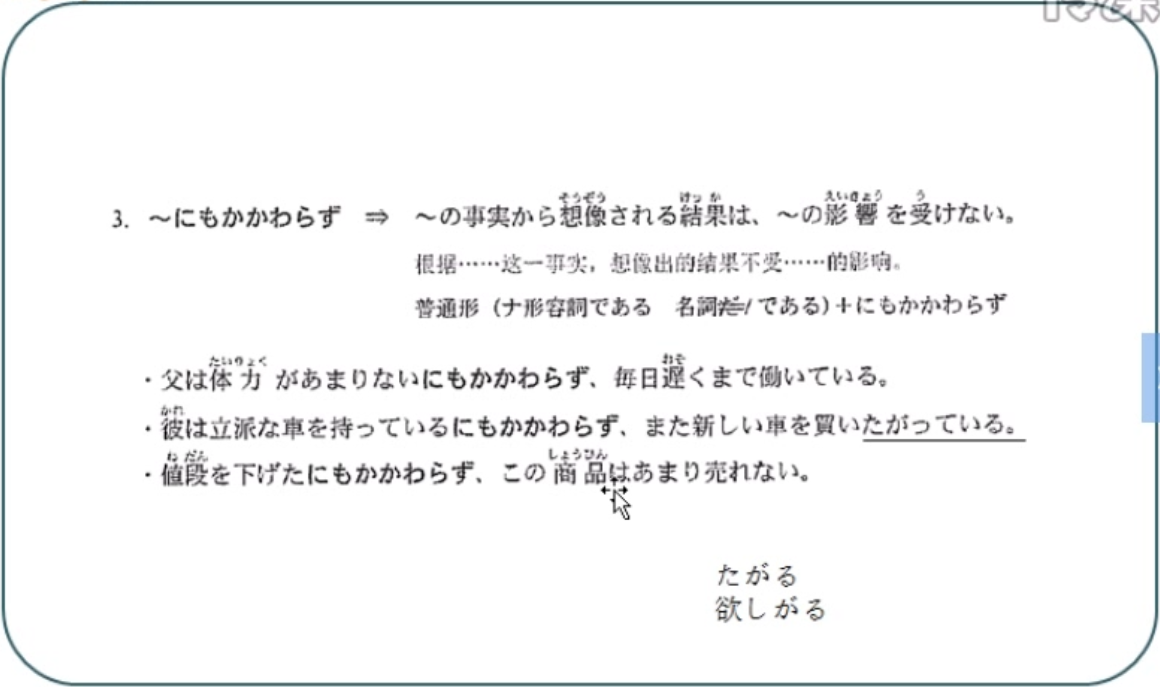 3. ～にもかかわらず ⇒ ～の事実から想像される結果は、～の影響を受けない。
根据……这一事实，想像出的结果不受……的影响。
普通形（ナ形容詞である 名詞だ/である）＋にもかかわらず
・父は体力があまりないにもかかわらず、毎日遅くまで働いている。
・彼は立派な車を持っているにもかかわらず、また新しい車を買いたがっている。
・値段を下げたにもかかわらず、この商品はあまり売れない。
たがる
欲しがる